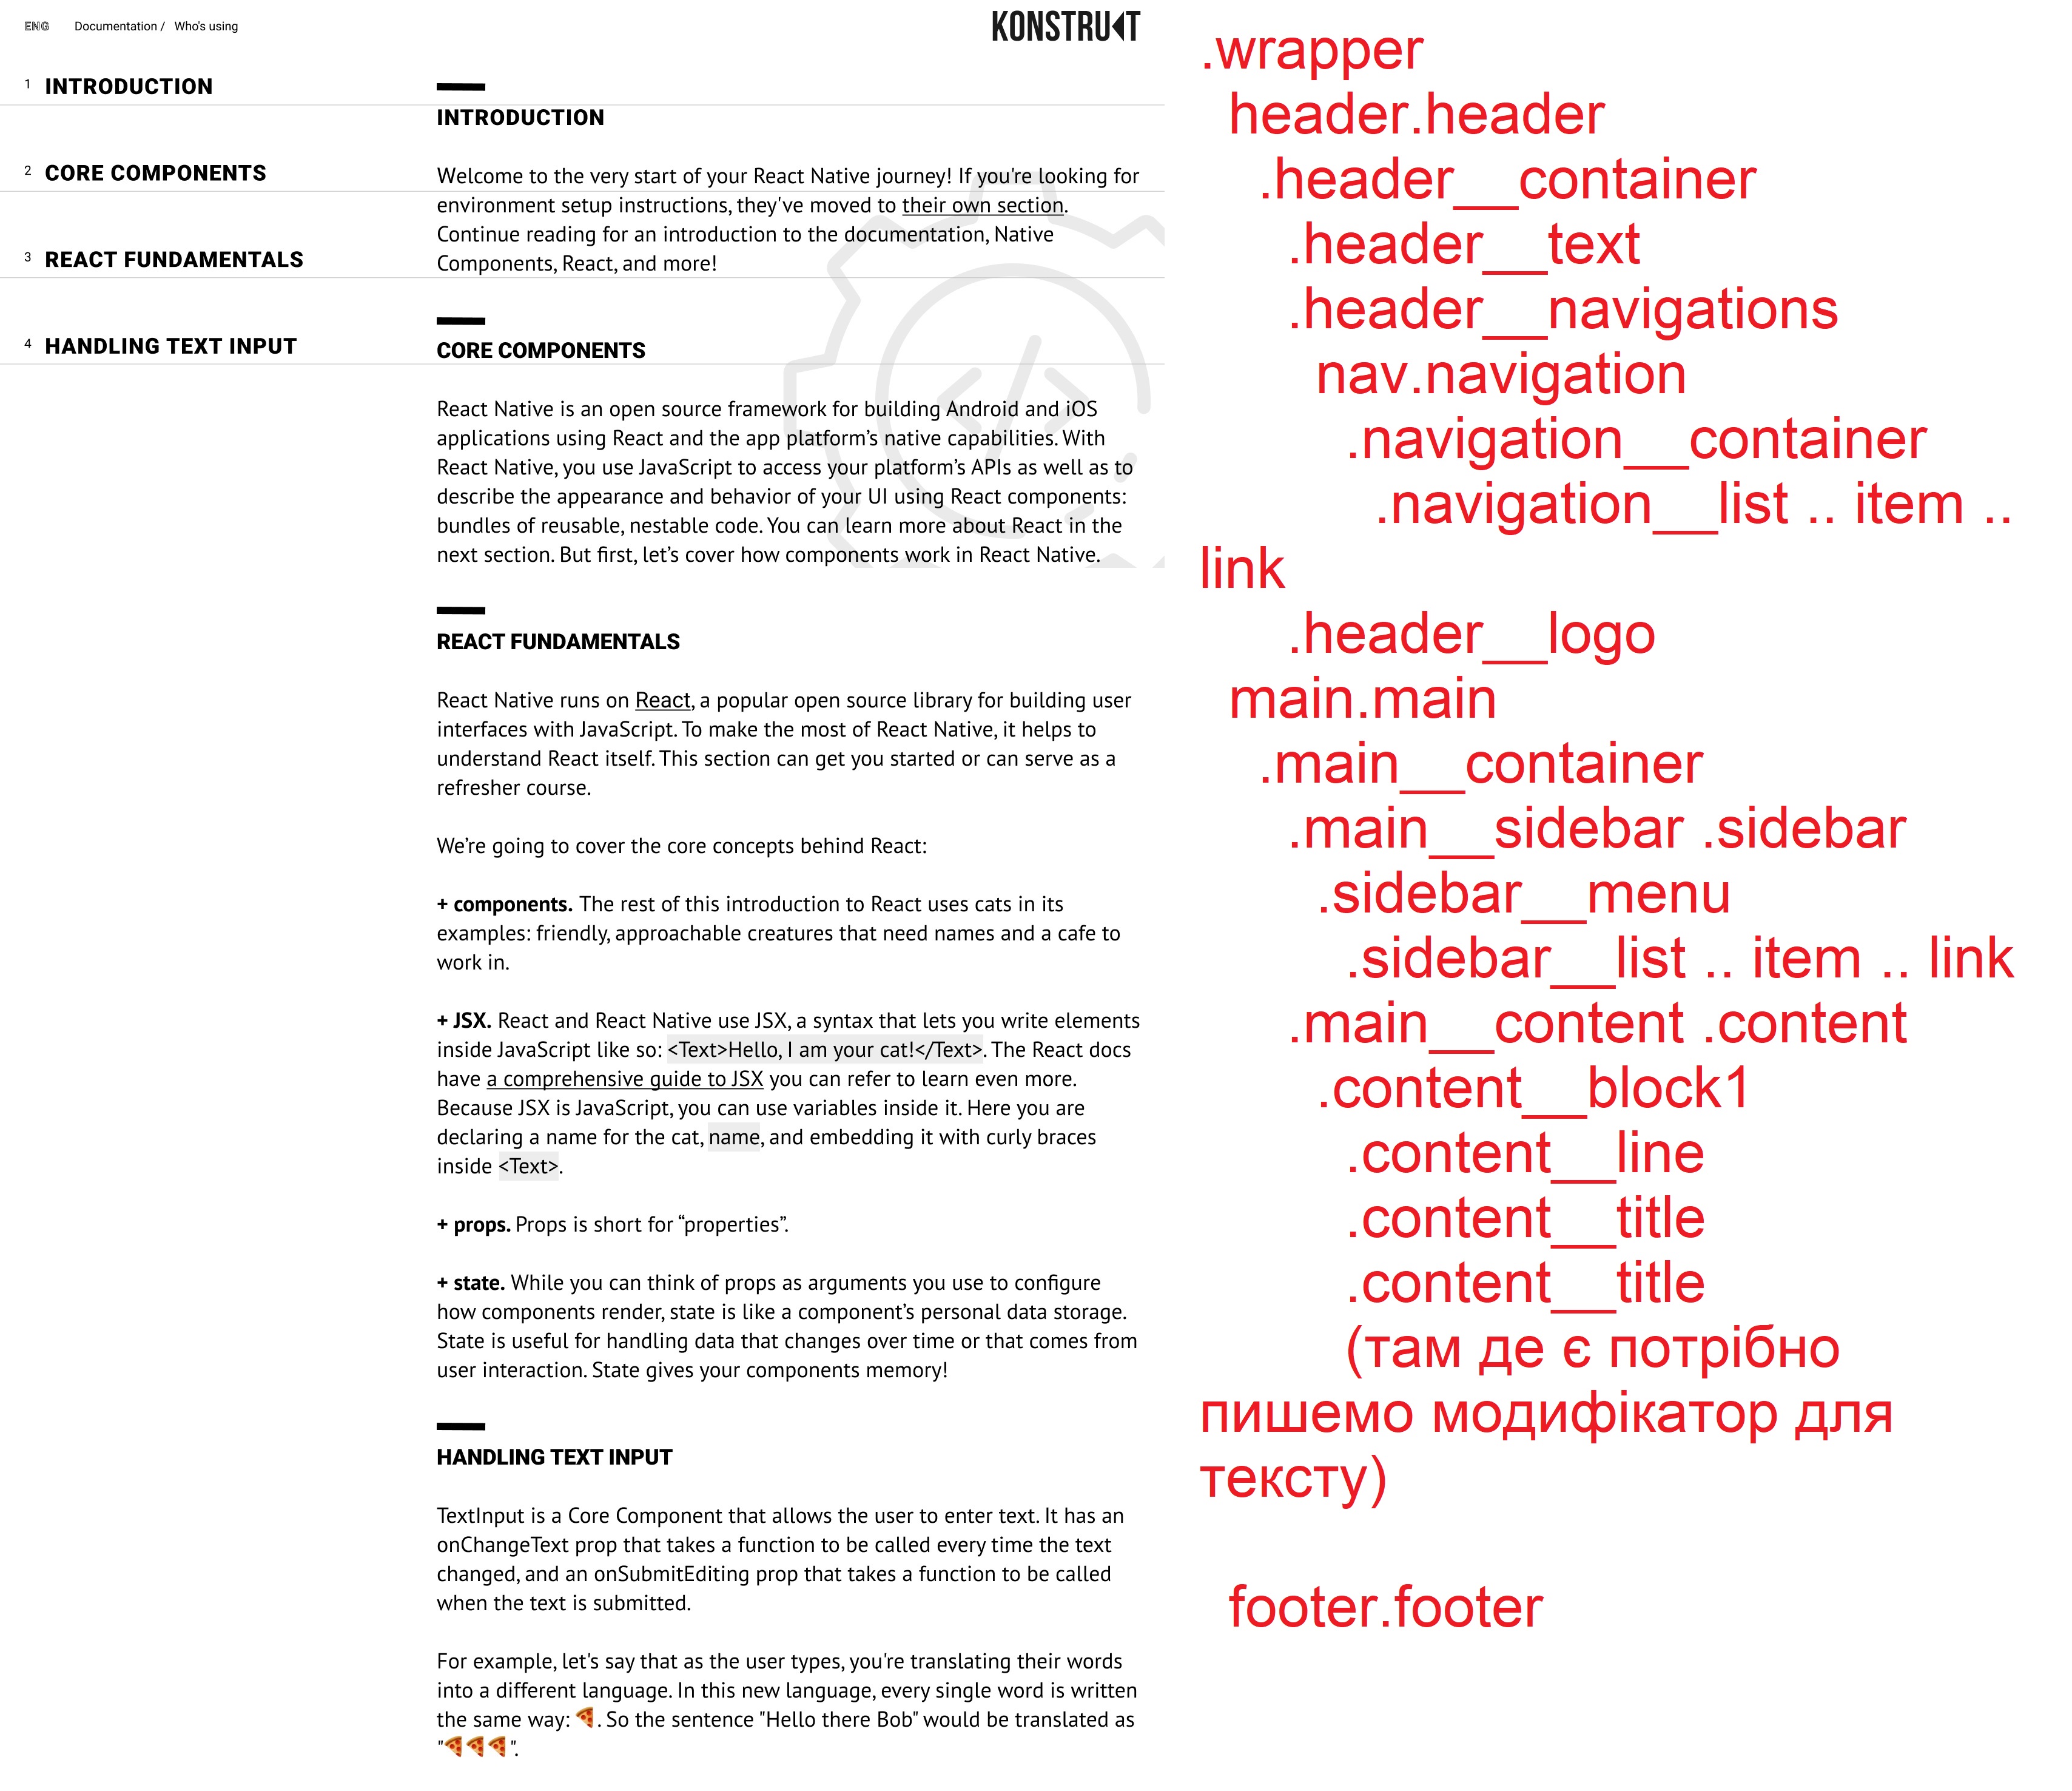 ENG Documentation / Who's using
KONSTRUKT
1 INTRODUCTION
2 CORE COMPONENTS
3 REACT FUNDAMENTALS
4 HANDLING TEXT INPUT
INTRODUCTION
Welcome to the very start of your React Native journey! If you're looking for
environment setup instructions, they've moved to their own section.
Continue reading for an introduction to the documentation, Native
Components, React, and more!
CORE COMPONENTS
React Native is an open source framework for building Android and iOS
applications using React and the app platform’s native capabilities. With
React Native, you use JavaScript to access your platform’s APIs as well as to
describe the appearance and behavior of your UI using React components:
bundles of reusable, nestable code. You can learn more about React in the
next section. But first, let’s cover how components work in React Native.
REACT FUNDAMENTALS
React Native runs on React, a popular open source library for building user
interfaces with JavaScript. To make the most of React Native, it helps to
understand React itself. This section can get you started or can serve as a
refresher course.
We’re going to cover the core concepts behind React:
+ components. The rest of this introduction to React uses cats in its
examples: friendly, approachable creatures that need names and a cafe to
work in.
+ JSX. React and React Native use JSX, a syntax that lets you write elements
inside JavaScript like so: <Text>Hello, I am your cat!</Text>. The React docs
have a comprehensive guide to JSX you can refer to learn even more.
Because JSX is JavaScript, you can use variables inside it. Here you are
declaring a name for the cat, name, and embedding it with curly braces
inside <Text>.
+ props. Props is short for “properties”.
+ state. While you can think of props as arguments you use to configure
how components render, state is like a component’s personal data storage.
State is useful for handling data that changes over time or that comes from
user interaction. State gives your components memory!
HANDLING TEXT INPUT
TextInput is a Core Component that allows the user to enter text. It has an
onChangeText prop that takes a function to be called every time the text
changed, and an onSubmitEditing prop that takes a function to be called
when the text is submitted.
For example, let's say that as the user types, you're translating their words
into a different language. In this new language, every single word is written
the same way: 🍕. So the sentence "Hello there Bob" would be translated as
"🍕🍕🍕".
.wrapper
header.header
.header__container
.header__text
.header__navigations
nav.navigation
.navigation__container
.navigation__list .. item ..
link
.header__logo
main.main
.main__container
.main__sidebar .sidebar
.sidebar__menu
.sidebar__list .. item .. link
.main__content .content
.content__block1
.content__line
.content__title
.content__title
(там де є потрібно
пишемо модифікатор для
тексту)
footer.footer